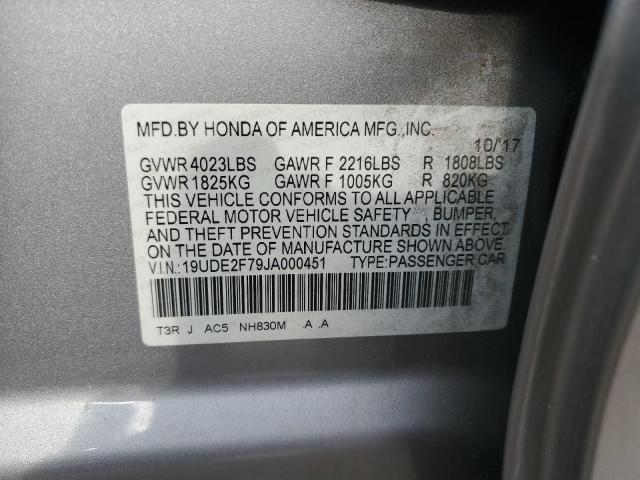 MFD.BY HONDA OF AMERICA MFG.,INC.
10/'17
GVWR 4023LBS GAWR F 2216LBS R 1808LBS
GVWR 1825KG GAWR F 1005KG R 820KG
THIS VEHICLE CONFORMS TO ALL APPLICABLE
FEDERAL MOTOR VEHICLE SAFETY , BUMPER,
AND THEFT PREVENTION STANDARDS IN EFFECT
ON THE DATE OF MANUFACTURE SHOWN ABOVE.
V.I.N.: 19UDE2F79JA000451 TYPE:PASSENGER CAR
T3R J AC5 NH830M .A .A